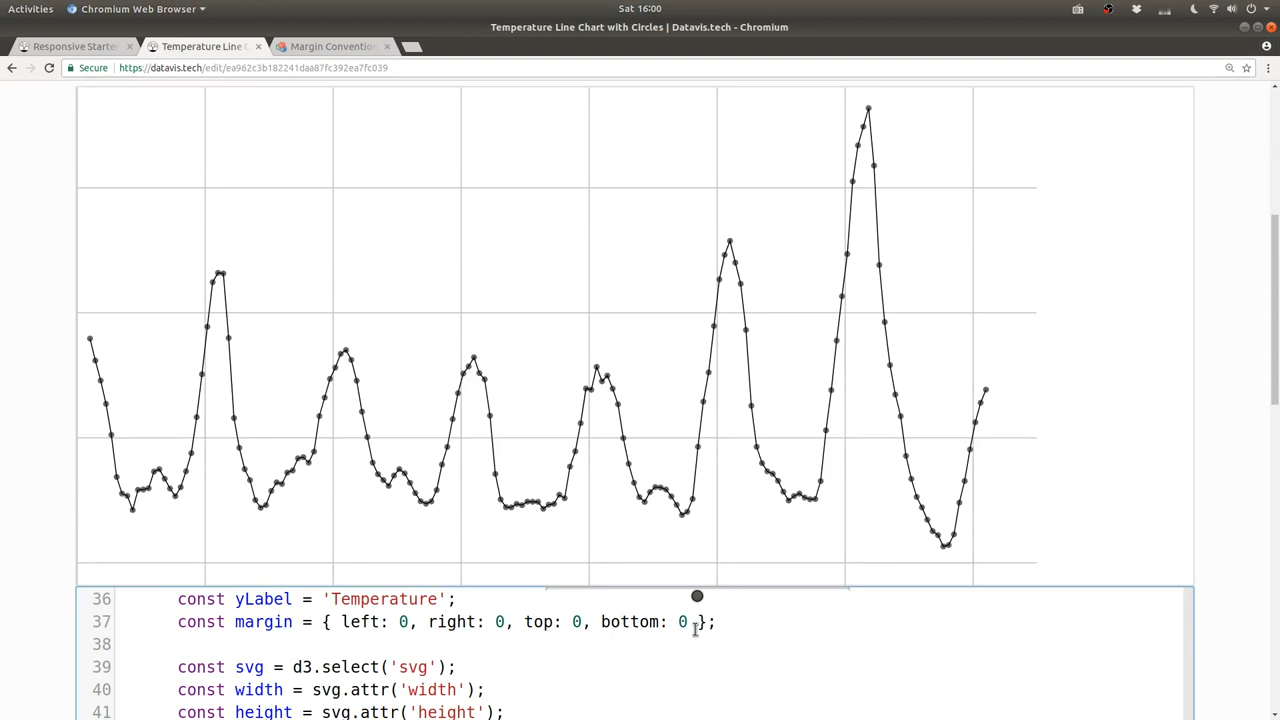 Activities Chromium Web Browser Sat 16:00
Temperature Line Chart with Circles | Datavis.tech - Chromium
Responsive Starte Temperature Line C Margin Convention
Secure https://datavis.tech/edit/ea962c3b182241daa87fc392ea7fc039
36 const yLabel = 'Temperature';
37 const margin = { left: 0, right: 0, top: 0, bottom: 0 };
38
39 const svg = d3.select('svg');
40 const width = svg.attr('width');
41 const height = svg.attr('height');